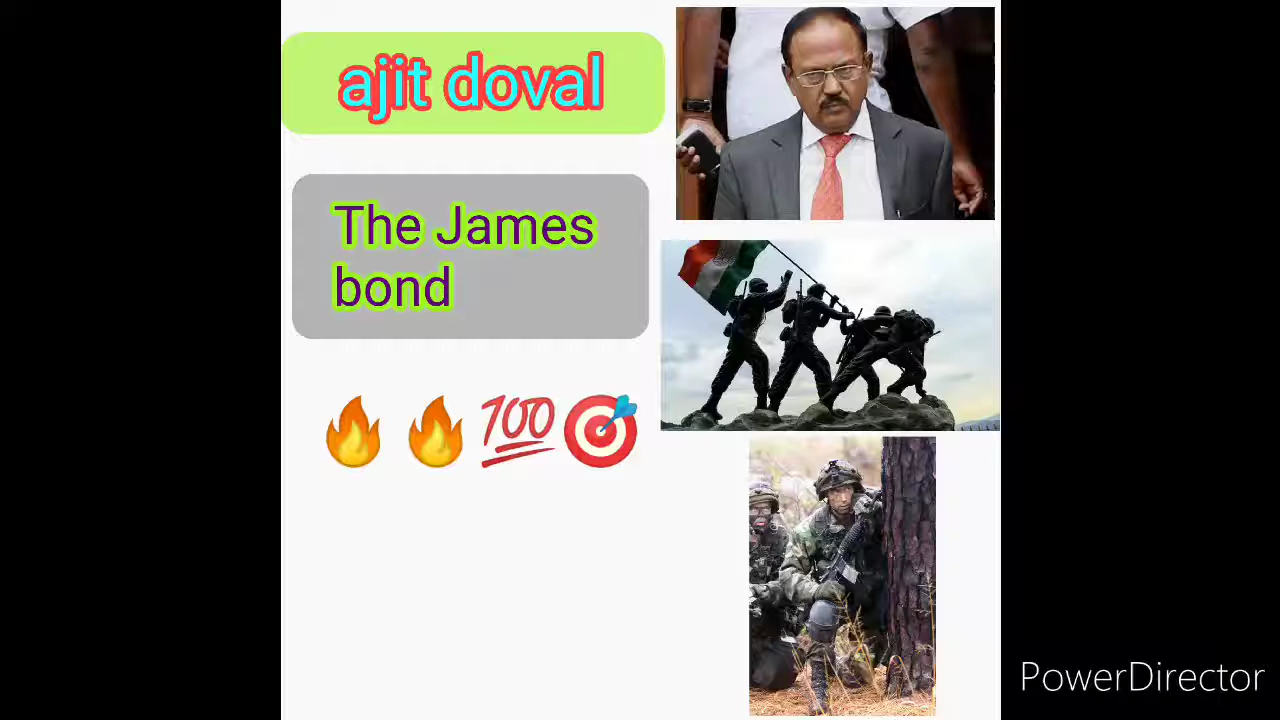 ajit doval
The James
bond
💯
PowerDirector